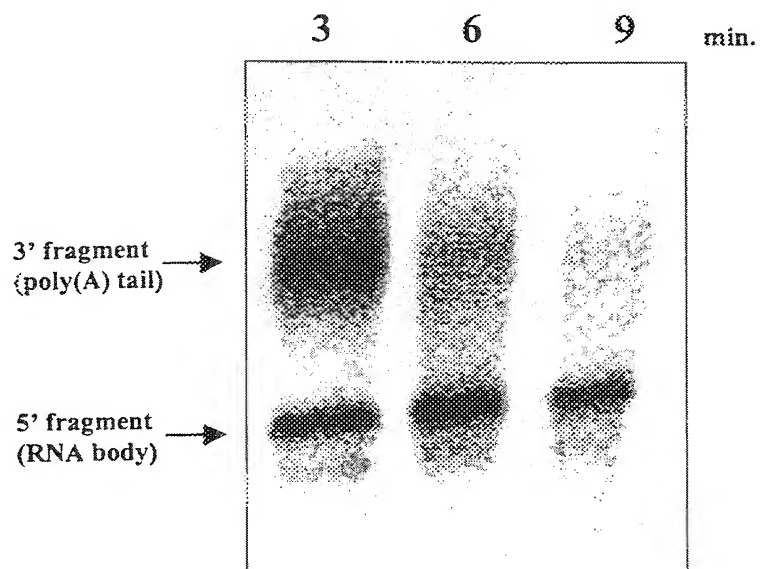 3 6 9 min.
3' fragment
(poly(A) tail)
5' fragment
(RNA body)